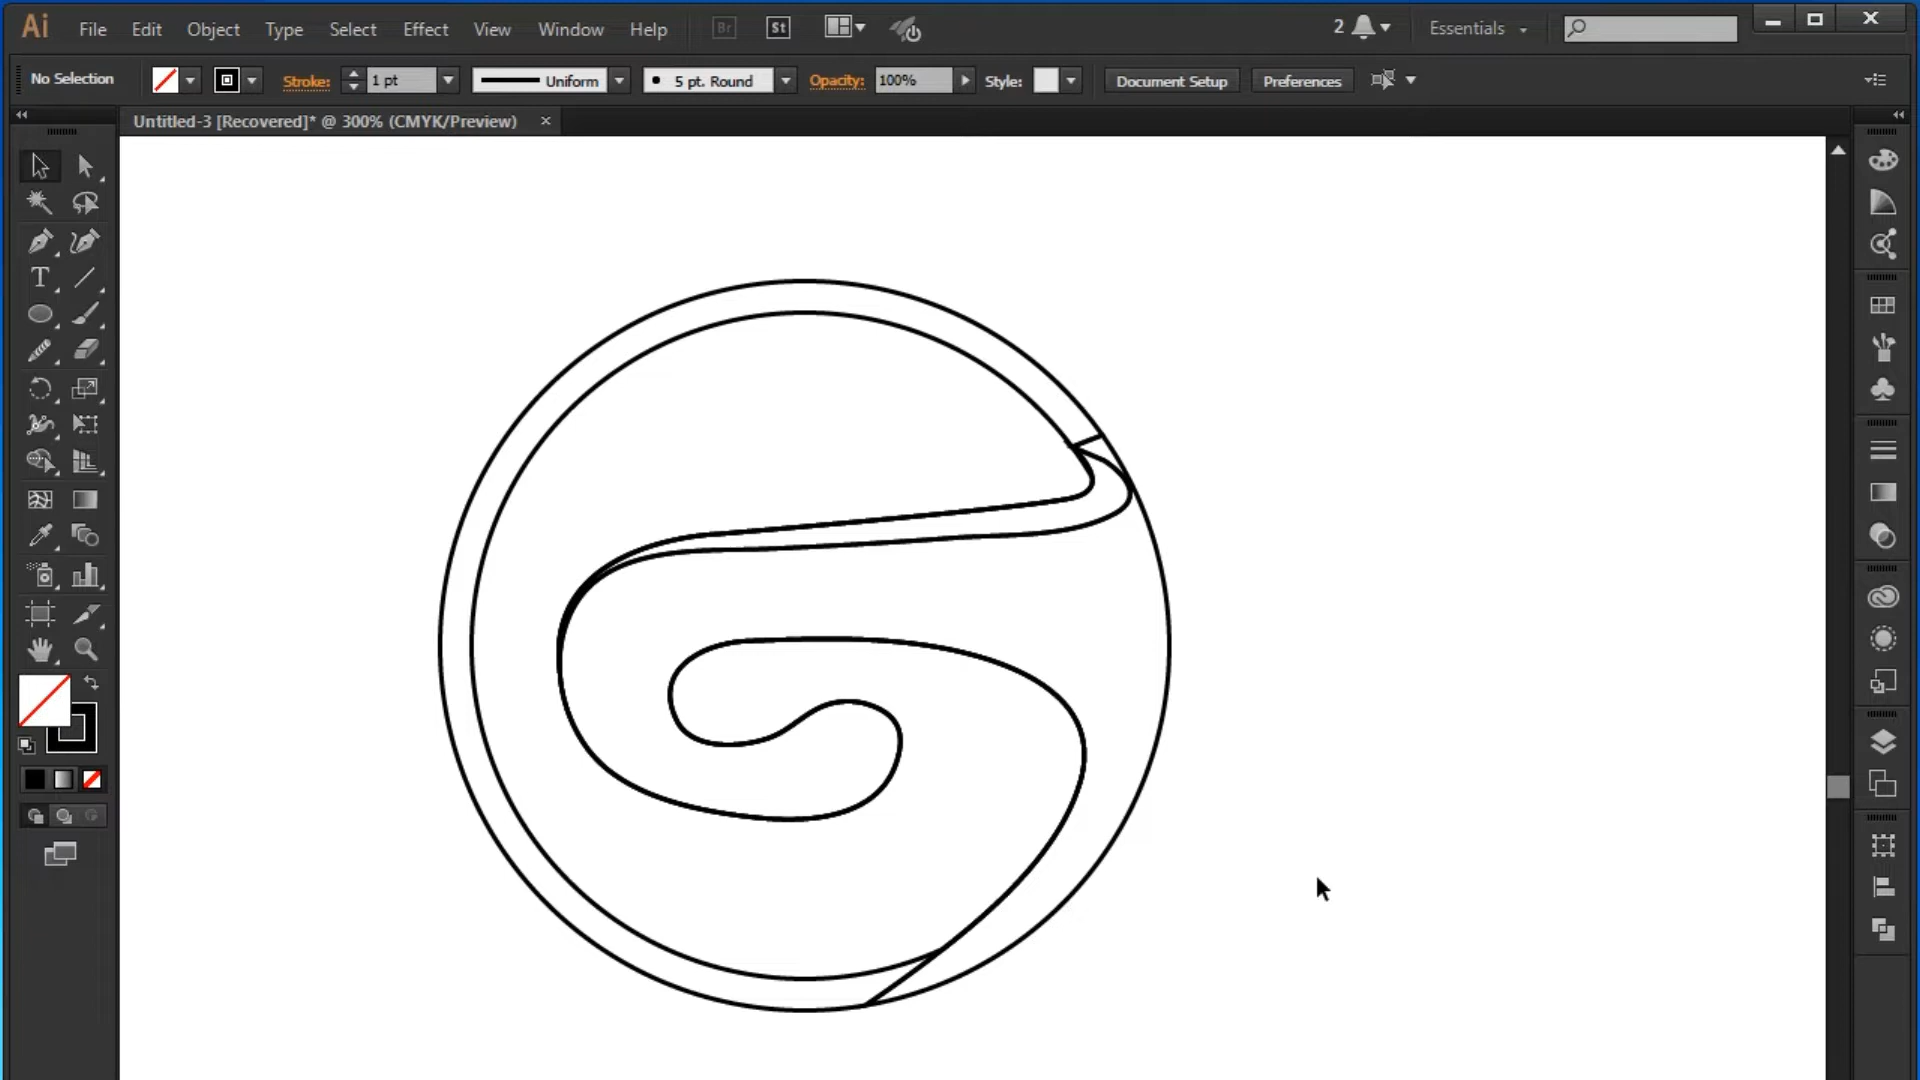 Ai File Edit Object Type Select Effect View Window Help Br St 2 Essentials
No Selection Stroke: 1 pt Uniform 5 pt. Round Opacity: 100% Style: Document Setup Preferences
Untitled-3 [Recovered]* @ 300% (CMYK/Preview)
T